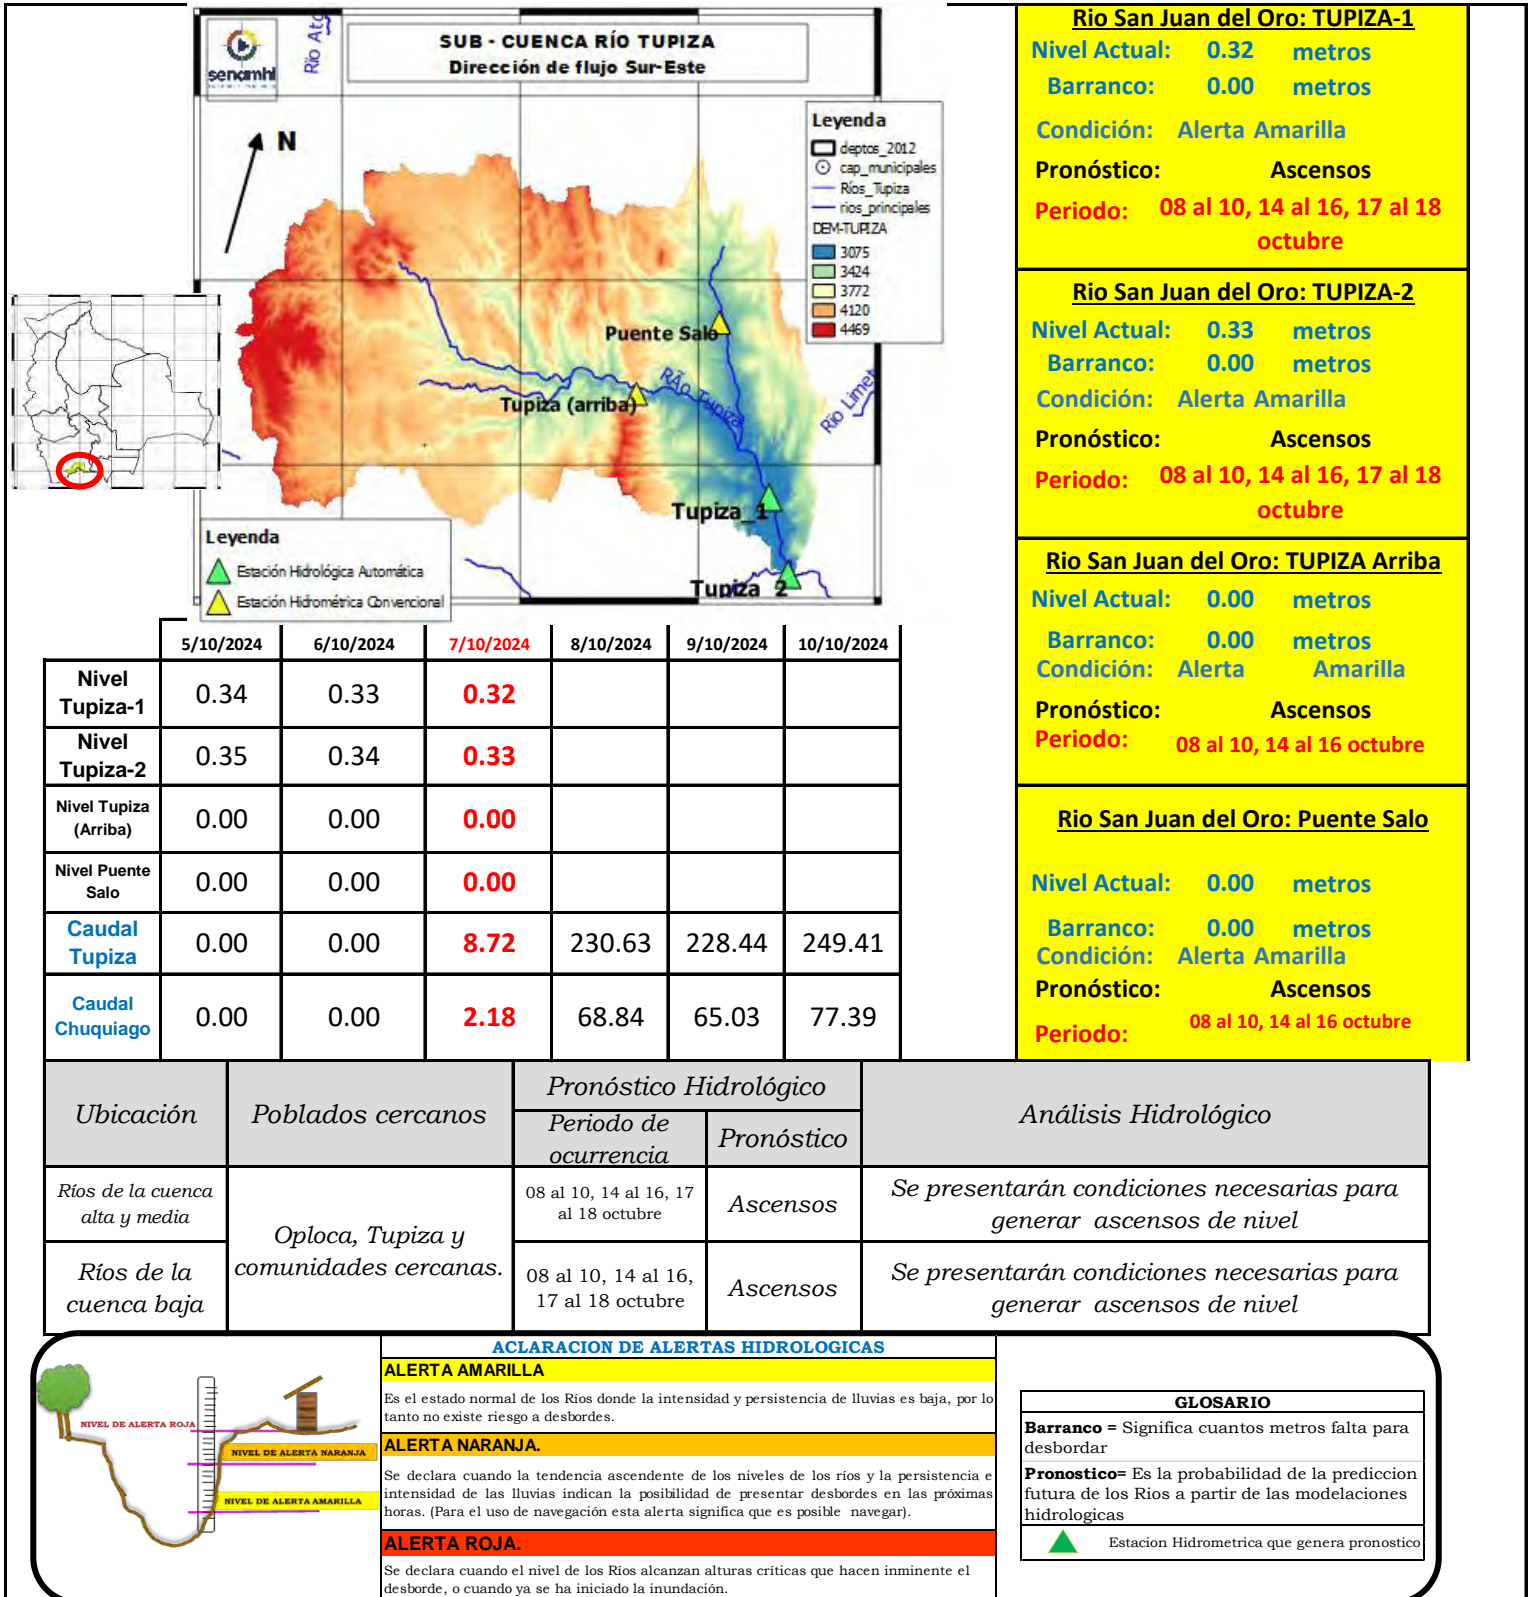 senamhi
Río Ato
SUB - CUENCA RÍO TUPIZA
Dirección de flujo Sur-Este
N
Leyenda
deptos_2012
cap_municipales
Ríos_Tupiza
rios_principales
DEM-TUPIZA
3075
3424
3772
4120
4469
Puente Salo
Tupiza (arriba)
RÃo Tupiza
Rio Limet
Tupiza_1
Tupiza_2
Leyenda
Estación Hidrológica Automática
Estación Hidrométrica Convencional
Rio San Juan del Oro: TUPIZA-1
Nivel Actual: 0.32 metros
Barranco: 0.00 metros
Condición: Alerta Amarilla
Pronóstico: Ascensos
Periodo: 08 al 10, 14 al 16, 17 al 18
octubre
Rio San Juan del Oro: TUPIZA-2
Nivel Actual: 0.33 metros
Barranco: 0.00 metros
Condición: Alerta Amarilla
Pronóstico: Ascensos
Periodo: 08 al 10, 14 al 16, 17 al 18
octubre
Rio San Juan del Oro: TUPIZA Arriba
Nivel Actual: 0.00 metros
Barranco: 0.00 metros
Condición: Alerta Amarilla
Pronóstico: Ascensos
Periodo: 08 al 10, 14 al 16 octubre
Rio San Juan del Oro: Puente Salo
Nivel Actual: 0.00 metros
Barranco: 0.00 metros
Condición: Alerta Amarilla
Pronóstico: Ascensos
Periodo: 08 al 10, 14 al 16 octubre
5/10/2024 6/10/2024 7/10/2024 8/10/2024 9/10/2024 10/10/2024
Nivel
Tupiza-1 0.34 0.33 0.32
Nivel
Tupiza-2 0.35 0.34 0.33
Nivel Tupiza
(Arriba) 0.00 0.00 0.00
Nivel Puente
Salo 0.00 0.00 0.00
Caudal
Tupiza 0.00 0.00 8.72 230.63 228.44 249.41
Caudal
Chuquiago 0.00 0.00 2.18 68.84 65.03 77.39
Ubicación
Poblados cercanos
Pronóstico Hidrológico
Periodo de
ocurrencia
Pronóstico
Análisis Hidrológico
Ríos de la cuenca
alta y media
Oploca, Tupiza y
comunidades cercanas.
08 al 10, 14 al 16, 17
al 18 octubre
Ascensos
Se presentarán condiciones necesarias para
generar ascensos de nivel
Ríos de la
cuenca baja
08 al 10, 14 al 16,
17 al 18 octubre
Ascensos
Se presentarán condiciones necesarias para
generar ascensos de nivel
NIVEL DE ALERTA ROJA
NIVEL DE ALERTA NARANJA
NIVEL DE ALERTA AMARILLA
ACLARACION DE ALERTAS HIDROLOGICAS
ALERTA AMARILLA
Es el estado normal de los Ríos donde la intensidad y persistencia de lluvias es baja, por lo
tanto no existe riesgo a desbordes.
ALERTA NARANJA.
Se declara cuando la tendencia ascendente de los niveles de los ríos y la persistencia e
intensidad de las lluvias indican la posibilidad de presentar desbordes en las próximas
horas. (Para el uso de navegación esta alerta significa que es posible navegar).
ALERTA ROJA.
Se declara cuando el nivel de los Ríos alcanzan alturas críticas que hacen inminente el
desborde, o cuando ya se ha iniciado la inundación.
GLOSARIO
Barranco = Significa cuantos metros falta para
desbordar
Pronostico= Es la probabilidad de la prediccion
futura de los Rios a partir de las modelaciones
hidrologicas
Estacion Hidrometrica que genera pronostico